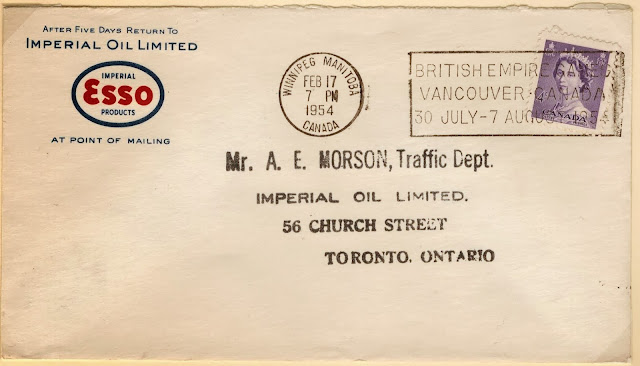 AFTER FIVE DAYS RETURN TO
IMPERIAL OIL LIMITED
IMPERIAL
Esso
PRODUCTS
AT POINT OF MAILING
WINNIPEG MANITOBA
FEB 17
7 PM
1954
CANADA
BRITISH EMPIRE
VANCOUVER-CANADA
30 JULY-7
CANADA
Mr. A. E. MORSON, Traffic Dept.
IMPERIAL OIL LIMITED.
56 CHURCH STREET
TORONTO. ONTARIO